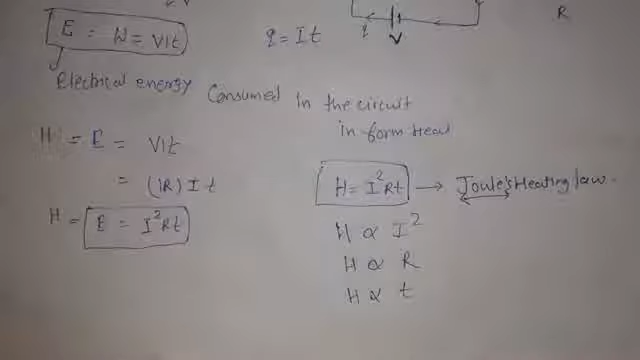 V
R
E = W = VIt
q = It
q
V
Electrical energy Consumed in the circuit
in form Heat
H = E = VIt
= (IR) I t
H = E = I²Rt
H = I²Rt → Joule's Heating law.
H ∝ I²
H ∝ R
H ∝ t